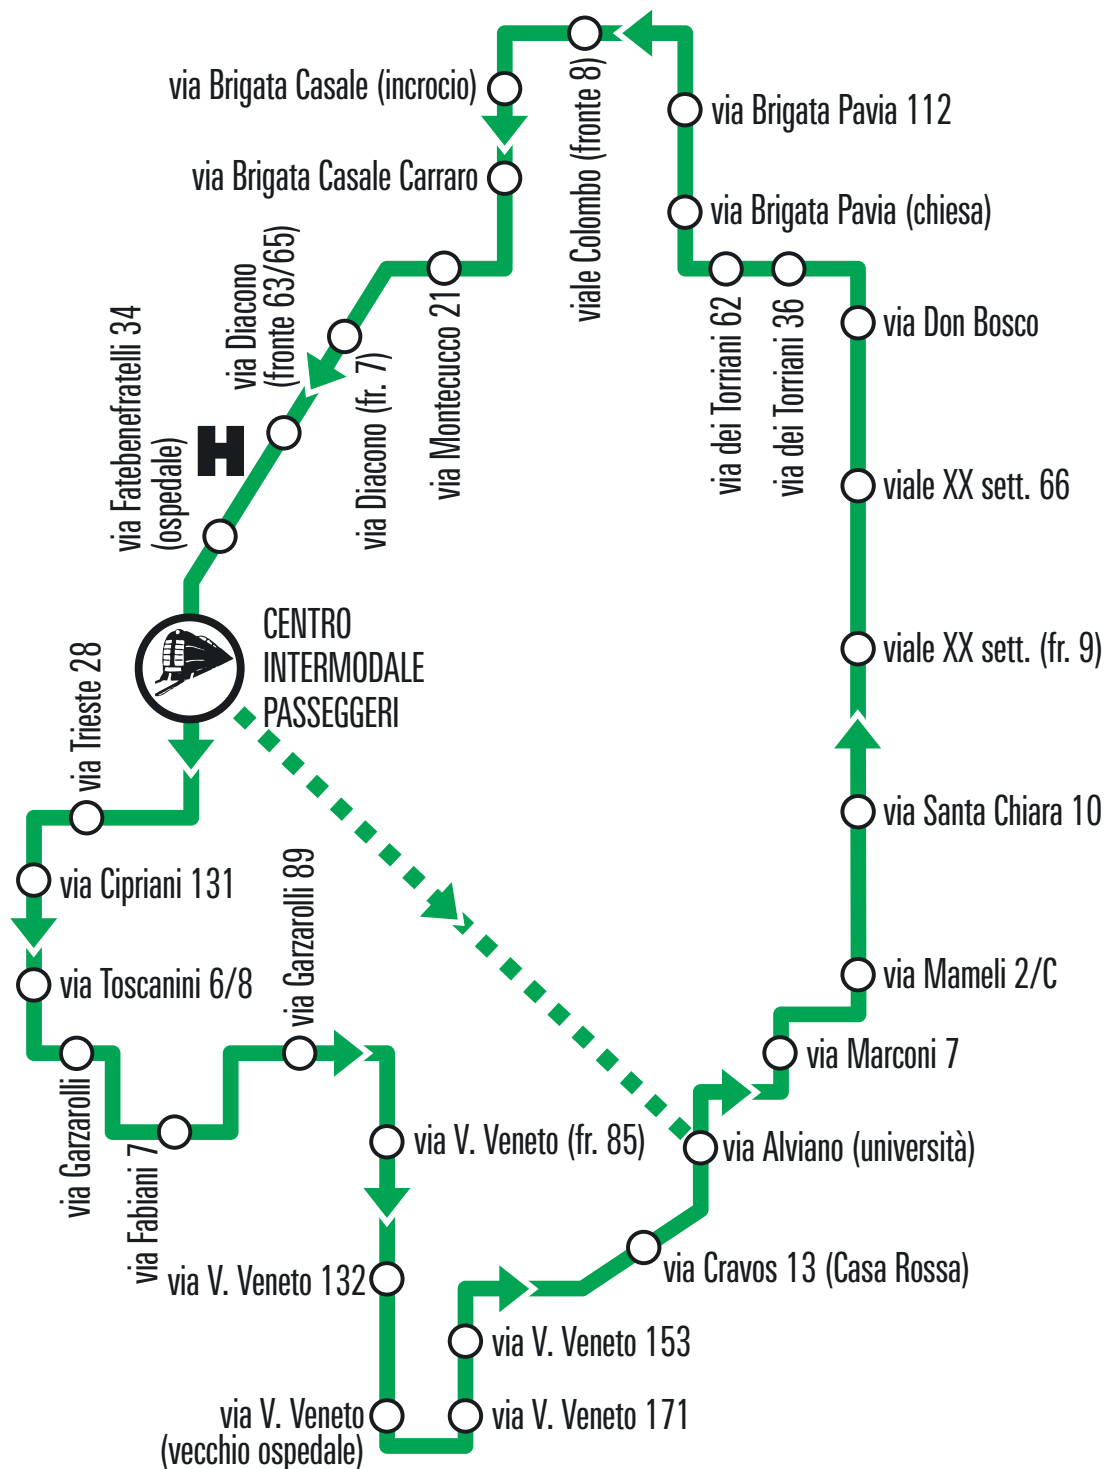 via Brigata Casale (incrocio)
via Brigata Casale Carraro
viale Colombo (fronte 8)
via Brigata Pavia 112
via Brigata Pavia (chiesa)
via Diacono
(fronte 63/65)
via Fatebenefratelli 34
(ospedale)
H
via Diacono (fr. 7)
via Montecucco 21
via dei Torriani 62
via dei Torriani 36
via Don Bosco
viale XX sett. 66
viale XX sett. (fr. 9)
via Santa Chiara 10
via Mameli 2/C
via Marconi 7
CENTRO
INTERMODALE
PASSEGGERI
via Trieste 28
via Cipriani 131
via Toscanini 6/8
via Garzarolli
via Fabiani 7
via Garzarolli 89
via V. Veneto (fr. 85)
via V. Veneto 132
via V. Veneto
(vecchio ospedale)
via V. Veneto 171
via V. Veneto 153
via Cravos 13 (Casa Rossa)
via Alviano (università)